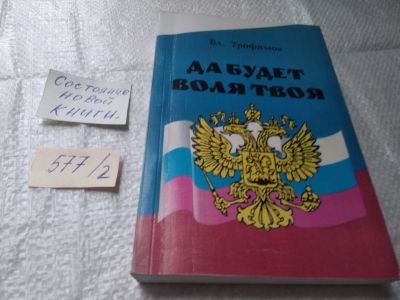 Вл. Трофимов
ДА БУДЕТ
ВОЛЯ ТВОЯ
Состояние
новой
книги.
577/2